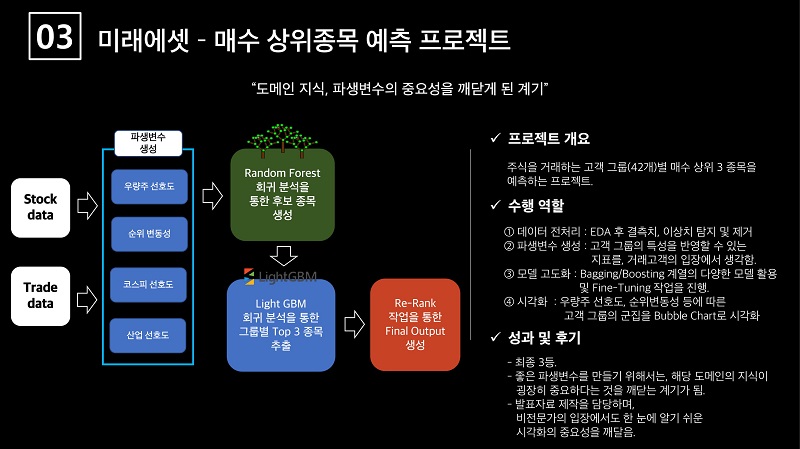 03
미래에셋 - 매수 상위종목 예측 프로젝트
“도메인 지식, 파생변수의 중요성을 깨닫게 된 계기”
Stock
data
Trade
data
파생변수
생성
우량주 선호도
순위 변동성
코스피 선호도
산업 선호도
Random Forest
회귀 분석을
통한 후보 종목
생성
LightGBM
Light GBM
회귀 분석을 통한
그룹별 Top 3 종목
추출
Re-Rank
작업을 통한
Final Output
생성
✓ 프로젝트 개요
주식을 거래하는 고객 그룹(42개)별 매수 상위 3 종목을
예측하는 프로젝트.
✓ 수행 역할
① 데이터 전처리 : EDA 후 결측치, 이상치 탐지 및 제거
② 파생변수 생성 : 고객 그룹의 특성을 반영할 수 있는
지표를, 거래고객의 입장에서 생각함.
③ 모델 고도화 : Bagging/Boosting 계열의 다양한 모델 활용
및 Fine-Tuning 작업을 진행.
④ 시각화 : 우량주 선호도, 순위변동성 등에 따른
고객 그룹의 군집을 Bubble Chart로 시각화
✓ 성과 및 후기
- 최종 3등.
- 좋은 파생변수를 만들기 위해서는, 해당 도메인의 지식이
굉장히 중요하다는 것을 깨닫는 계기가 됨.
- 발표자료 제작을 담당하며,
비전문가의 입장에서도 한 눈에 알기 쉬운
시각화의 중요성을 깨달음.